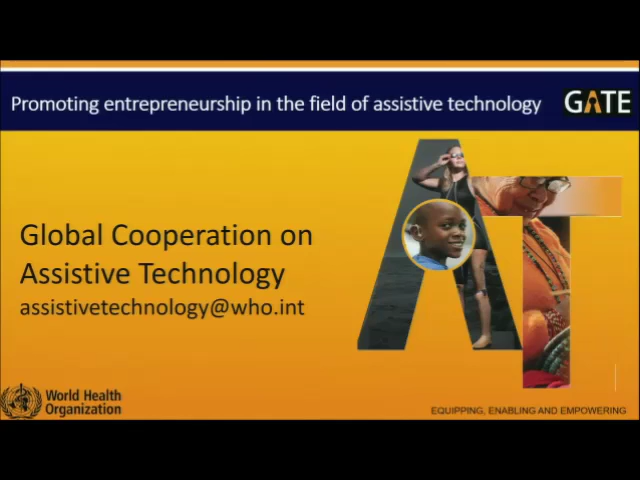 Promoting entrepreneurship in the field of assistive technology
GATE
Global Cooperation on
Assistive Technology
assistivetechnology@who.int
AT
World Health
Organization
EQUIPPING, ENABLING AND EMPOWERING